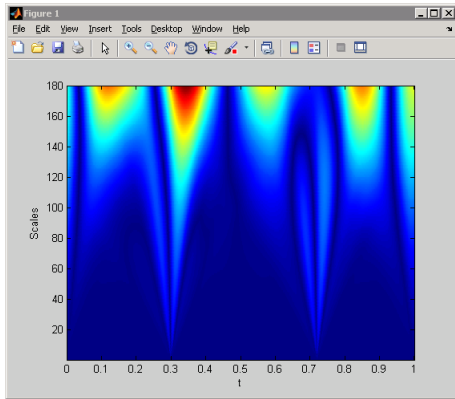 Figure 1
File Edit View Insert Tools Desktop Window Help
180
160
140
120
100
80
60
40
20
Scales
0 0.1 0.2 0.3 0.4 0.5 0.6 0.7 0.8 0.9 1
t